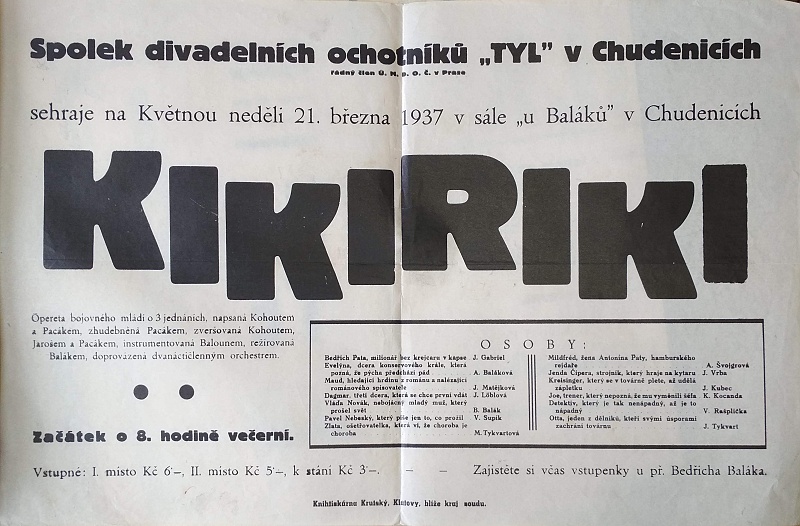 Spolek divadelních ochotníků „TYL" v Chudenicích
řádný člen Ú. M. D. O. Č. v Praze
sehraje na Květnou neděli 21. března 1937 v sále „u Baláků" v Chudenicích
KIKIRIKI
Opereta bojovného mládí o 3 jednáních, napsaná Kohoutem
a Pacákem, zhudebněná Pacákem, zveršovaná Kohoutem,
Jarošem a Pacákem, instrumentovaná Balounem, režírovaná
Balákem, doprovázená dvanáctičlenným orchestrem.
Začátek o 8. hodině večerní.
OSOBY:
Bedřich Pata, milionář bez krejcaru v kapse J. Gabriel
Evelýna, dcera konservového krále, která
pozná, že pýcha předchází pád A. Baláková
Maud, hledající hrdinu z románu a nalézající
románového spisovatele J. Matějková
Dagmar, třetí dcera, která se chce první vdát J. Löblová
Vláďa Novák, nebojácný mladý muž, který
prošel svět B. Balák
Pavel Nebeský, který píše jen to, co prožil V. Supík
Zlata, ošetřovatelka, která ví, že choroba je
choroba M. Tykvartová
Mildřed, žena Antonína Paty, hamburského
rejdaře A. Švojgrová
Jenda Čipera, strojník, který hraje na kytaru J. Vrba
Kreisinger, který se v továrně plete, až udělá
zápletku J. Kubec
Joe, trener, který nepozná, že mu vyměnili šéfa K. Kocanda
Detektiv, který je tak nenápadný, až je to
nápadný V. Rašplička
Ota, jeden z dělníků, kteří svými úsporami
zachrání továrnu J. Tykvart
Vstupné: I. místo Kč 6·–, II. místo Kč 5·–, k stání Kč 3·–. – – Zajistěte si včas vstupenky u př. Bedřicha Baláka.
Knihtiskárna Krutský, Klatovy, blíže kraj. soudu.